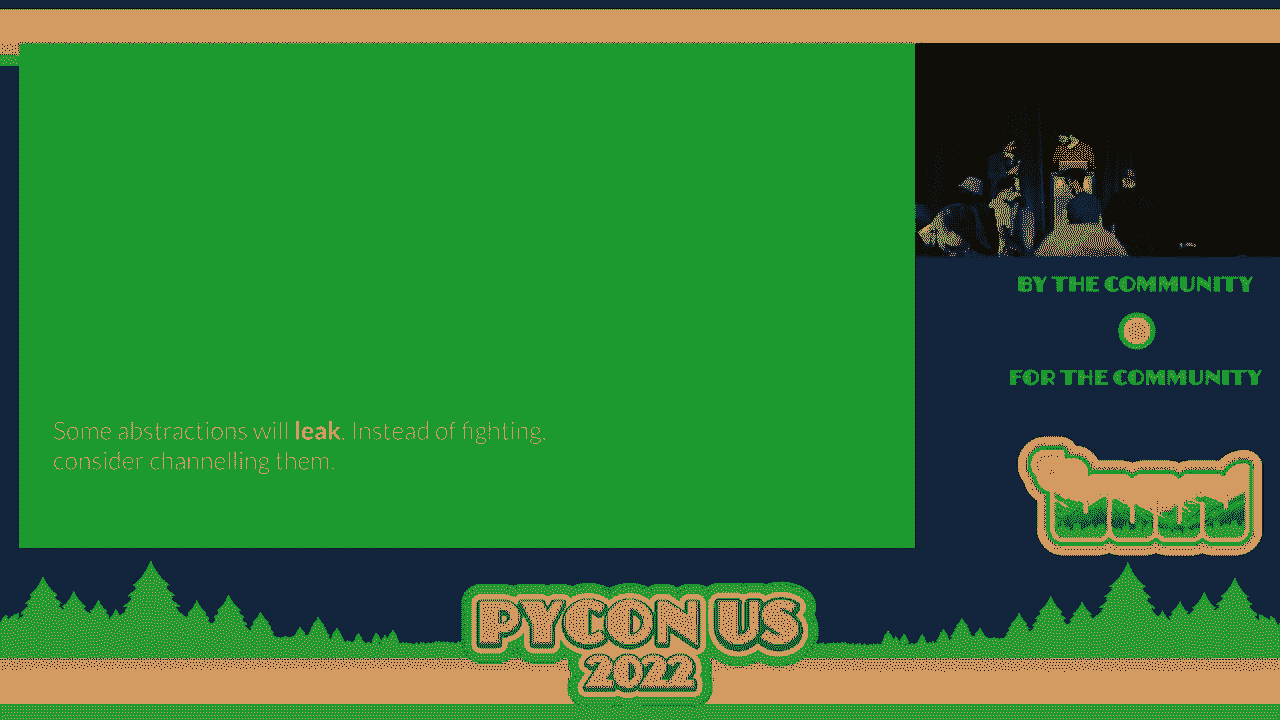 BY THE COMMUNITY
FOR THE COMMUNITY
Some abstractions will leak. Instead of fighting,
consider channelling them.
PYCON US
2022